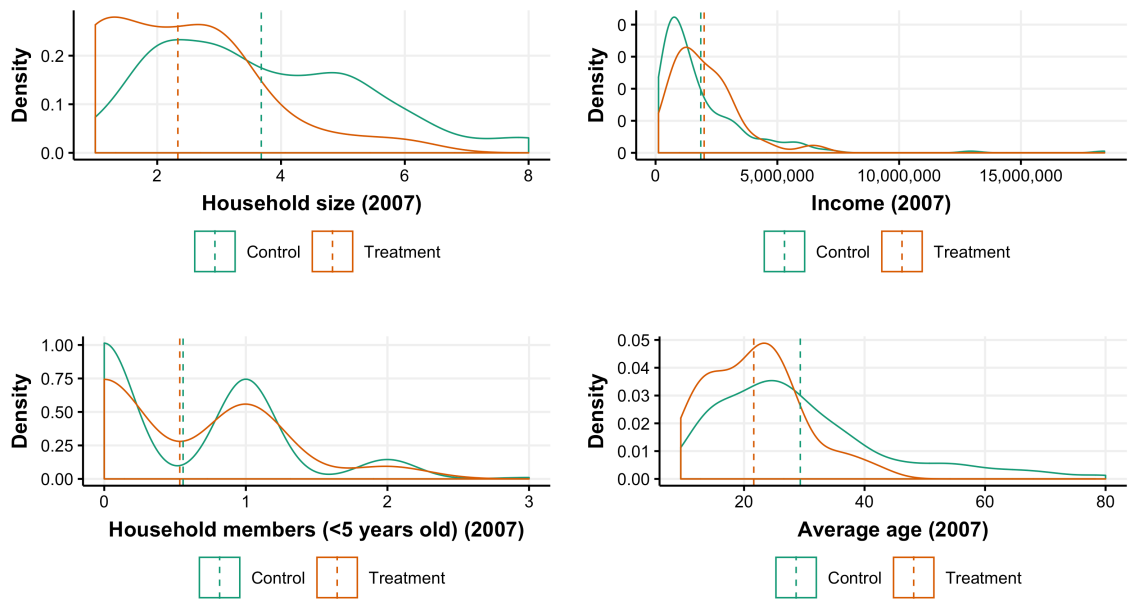 Density
0.2
0.1
0.0
2 4 6 8
Household size (2007)
Control Treatment
Density
0
0
0
0
0
0 5,000,000 10,000,000 15,000,000
Income (2007)
Control Treatment
Density
1.00
0.75
0.50
0.25
0.00
0 1 2 3
Household members (<5 years old) (2007)
Control Treatment
Density
0.05
0.04
0.03
0.02
0.01
0.00
20 40 60 80
Average age (2007)
Control Treatment